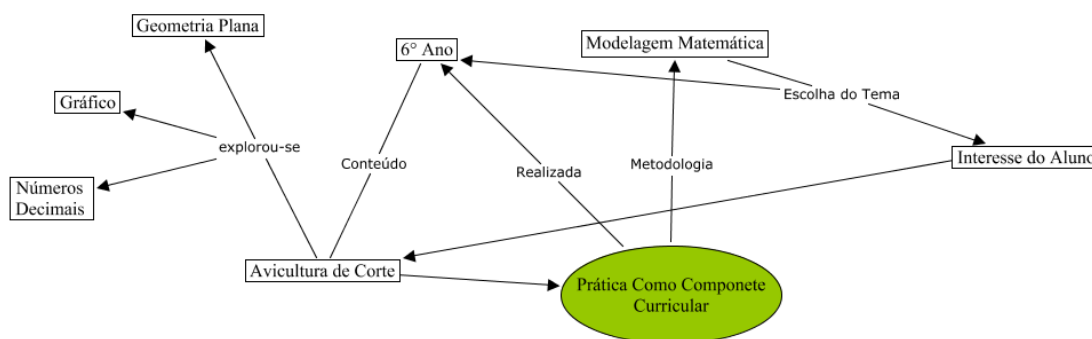 Geometria Plana
6° Ano
Modelagem Matemática
Gráfico
Escolha do Tema
explorou-se
Conteúdo
Realizada
Metodologia
Interesse do Aluno
Números
Decimais
Avicultura de Corte
Prática Como Componete
Curricular